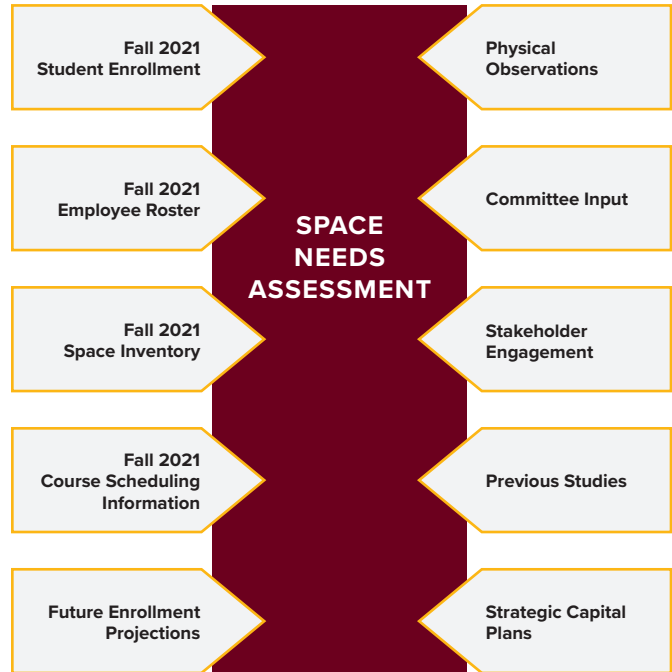 Fall 2021
Student Enrollment
Physical
Observations
Fall 2021
Employee Roster
Committee Input
SPACE
NEEDS
ASSESSMENT
Fall 2021
Space Inventory
Stakeholder
Engagement
Fall 2021
Course Scheduling
Information
Previous Studies
Future Enrollment
Projections
Strategic Capital
Plans